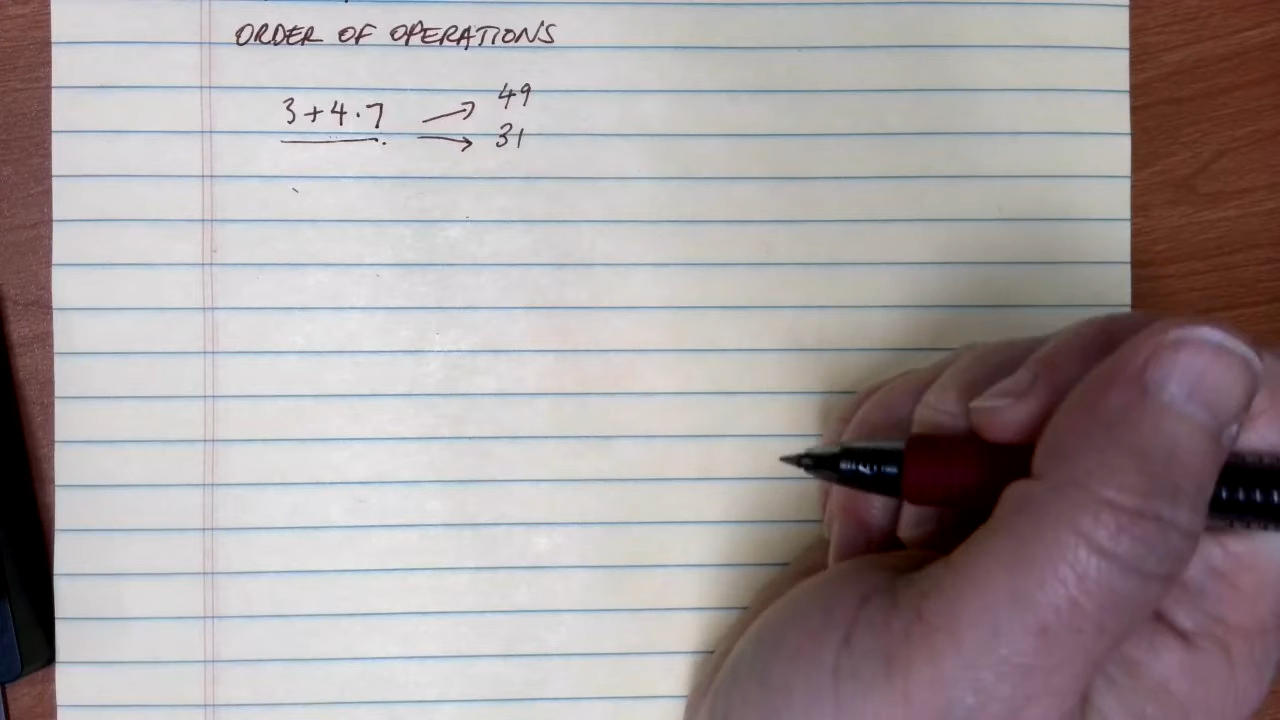 ORDER OF OPERATIONS
3+4·7 → 49
→ 31